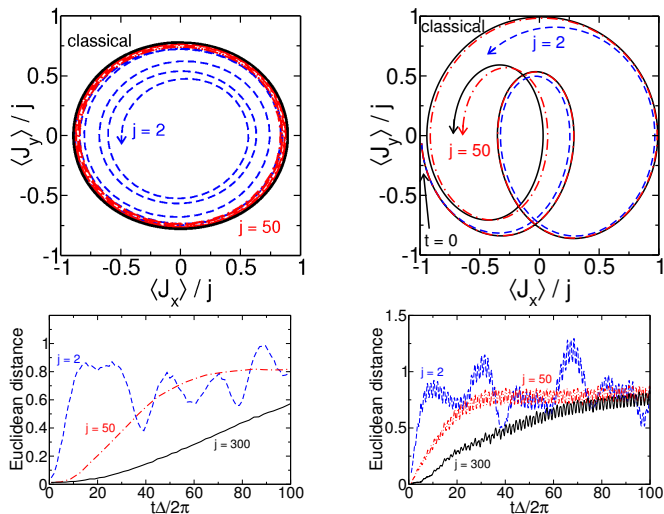 classical
j = 2
j = 50
1
0.5
0
-0.5
-1
-1 -0.5 0 0.5 1
⟨J_y⟩ / j
⟨J_x⟩ / j
classical
j = 2
j = 50
t = 0
1
0.5
0
-0.5
-1
-1 -0.5 0 0.5 1
⟨J_y⟩ / j
⟨J_x⟩ / j
1.2
1
0.8
0.6
0.4
0.2
0
0 20 40 60 80 100
Euclidean distance
tΔ/2π
j = 2
j = 50
j = 300
1.5
1
0.5
0
0 20 40 60 80 100
Euclidean distance
tΔ/2π
j = 2
j = 50
j = 300